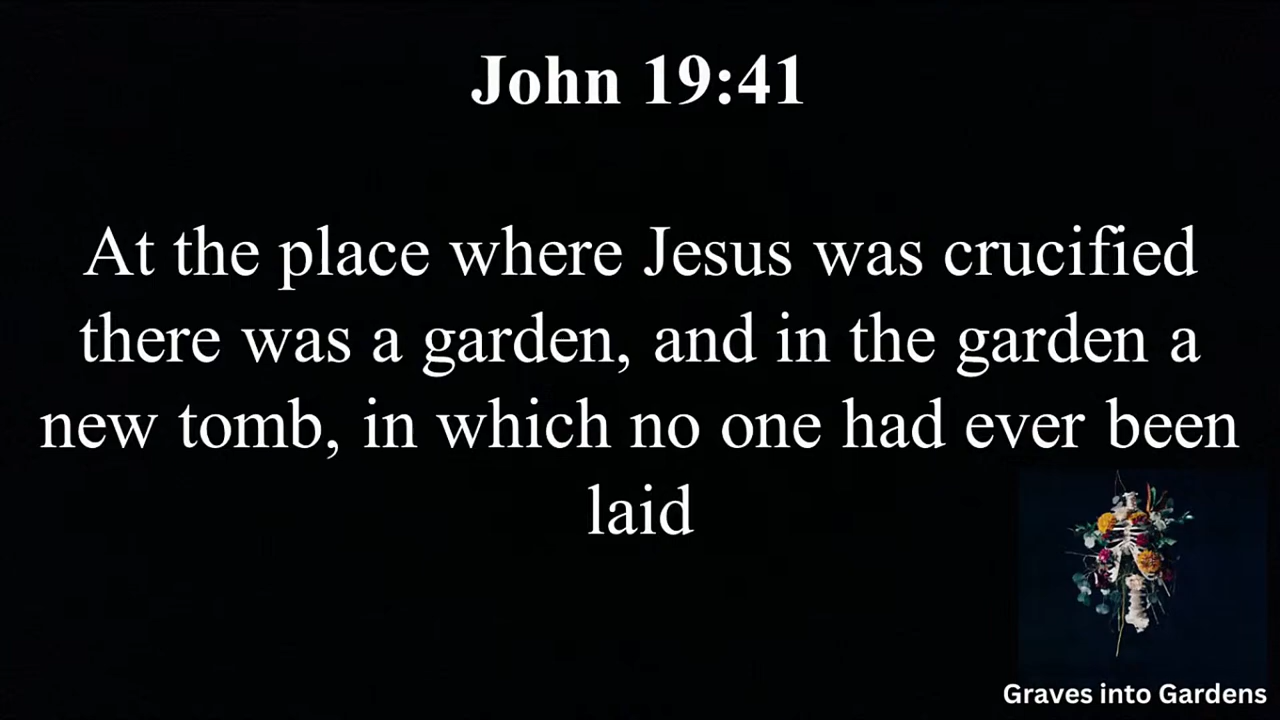 John 19:41
At the place where Jesus was crucified
there was a garden, and in the garden a
new tomb, in which no one had ever been
laid
Graves into Gardens